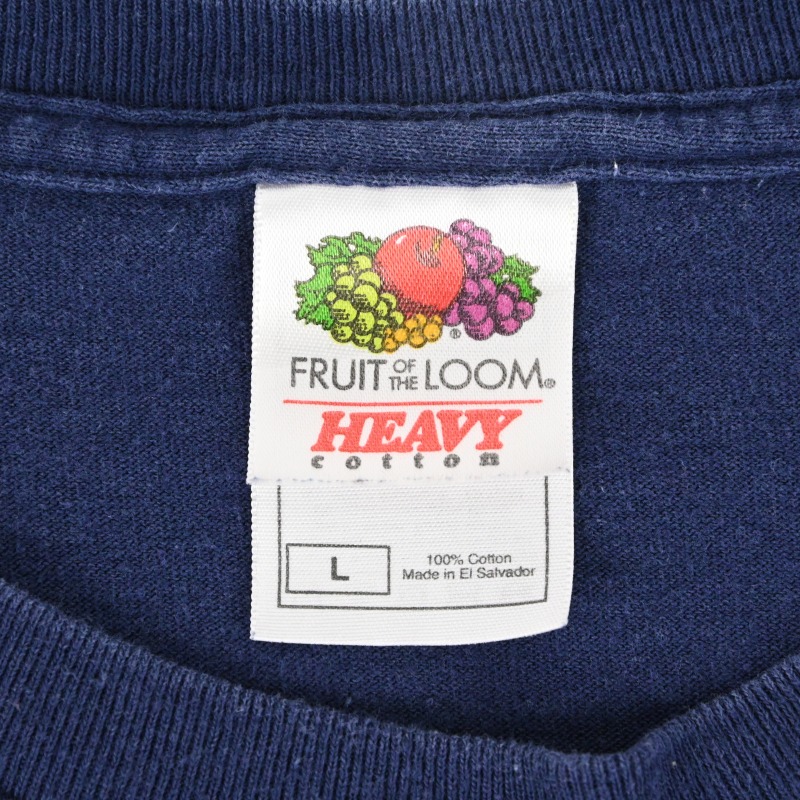 ®
FRUIT OF THE LOOM®
HEAVY
cotton
L
100% Cotton
Made in El Salvador